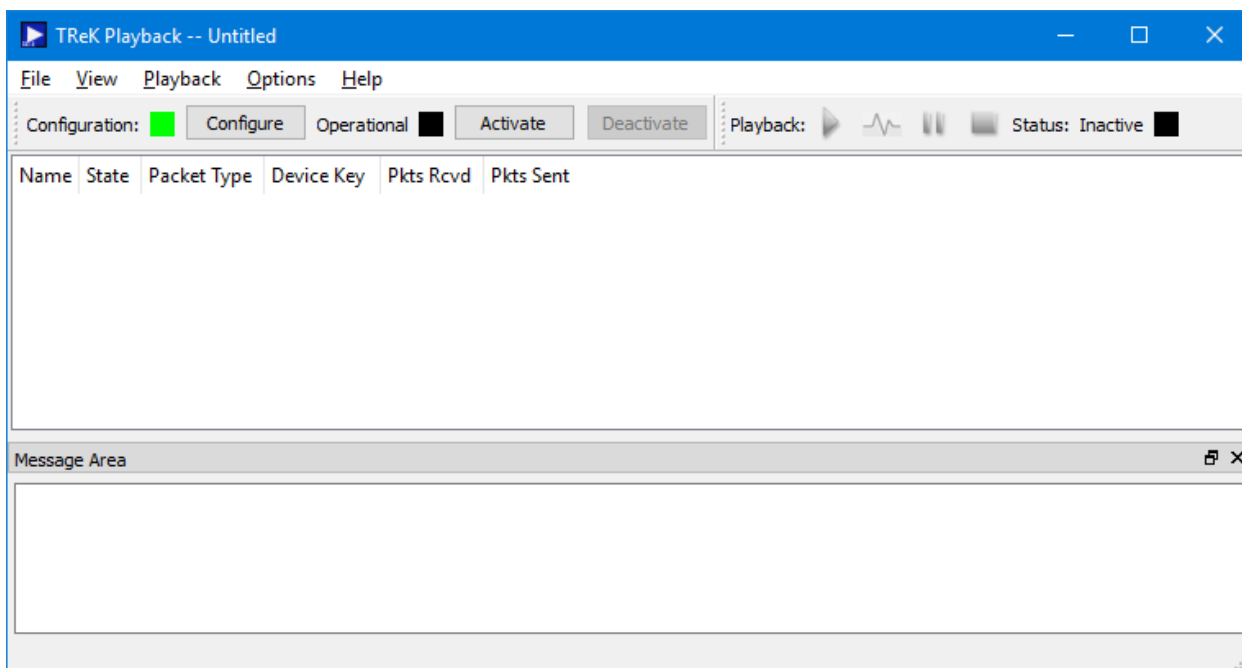 TReK Playback -- Untitled
File View Playback Options Help
Configuration: Configure Operational Activate Deactivate Playback: Status: Inactive
Name State Packet Type Device Key Pkts Rcvd Pkts Sent
Message Area